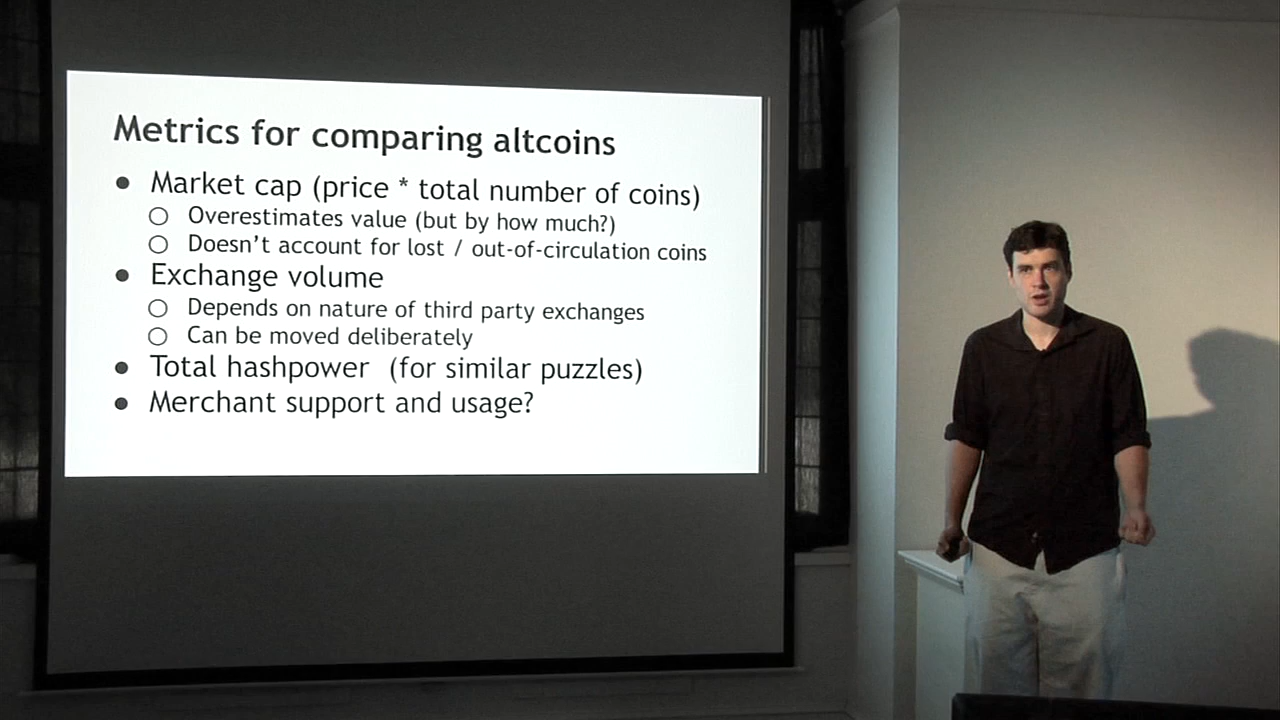 Metrics for comparing altcoins
● Market cap (price * total number of coins)
○ Overestimates value (but by how much?)
○ Doesn't account for lost / out-of-circulation coins
● Exchange volume
○ Depends on nature of third party exchanges
○ Can be moved deliberately
● Total hashpower (for similar puzzles)
● Merchant support and usage?